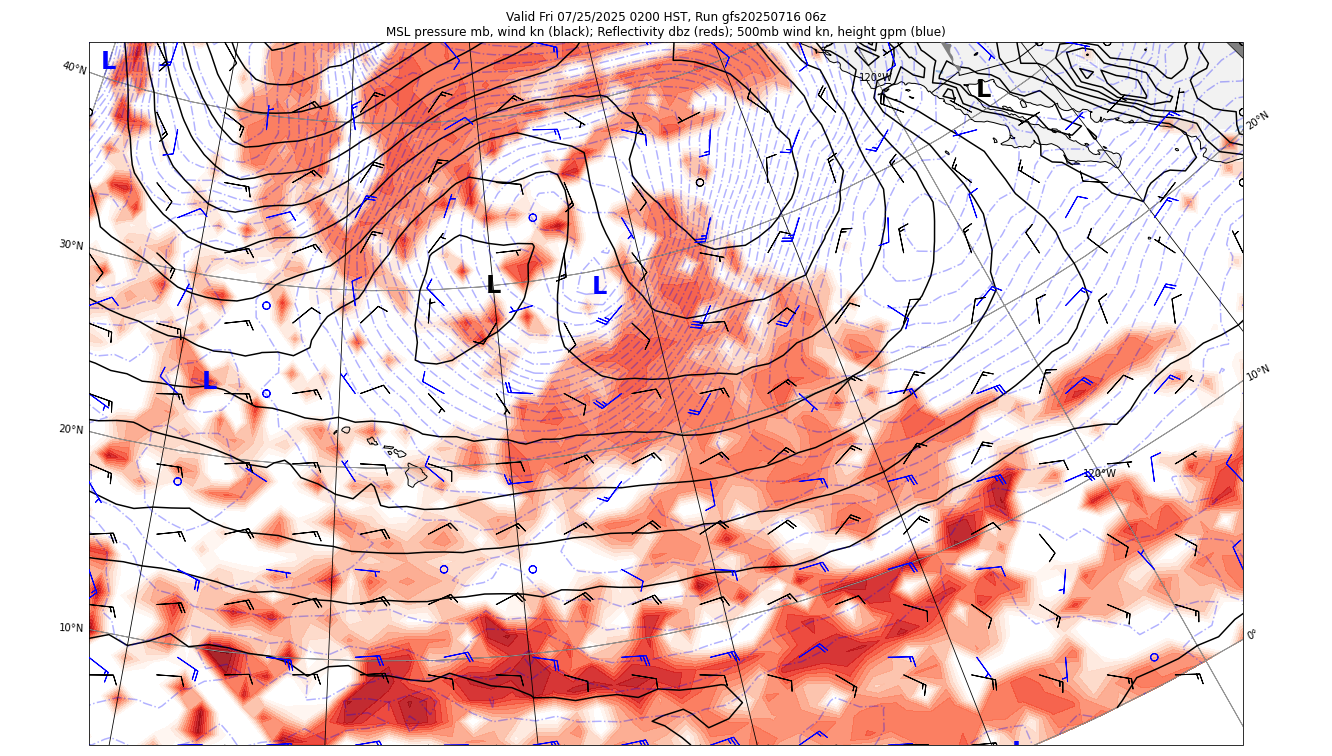 Valid Fri 07/25/2025 0200 HST, Run gfs20250716 06z
MSL pressure mb, wind kn (black); Reflectivity dbz (reds); 500mb wind kn, height gpm (blue)
L
40°N
120°W
L
20°N
30°N
L
L
L
10°N
20°N
120°W
10°N
0°
L